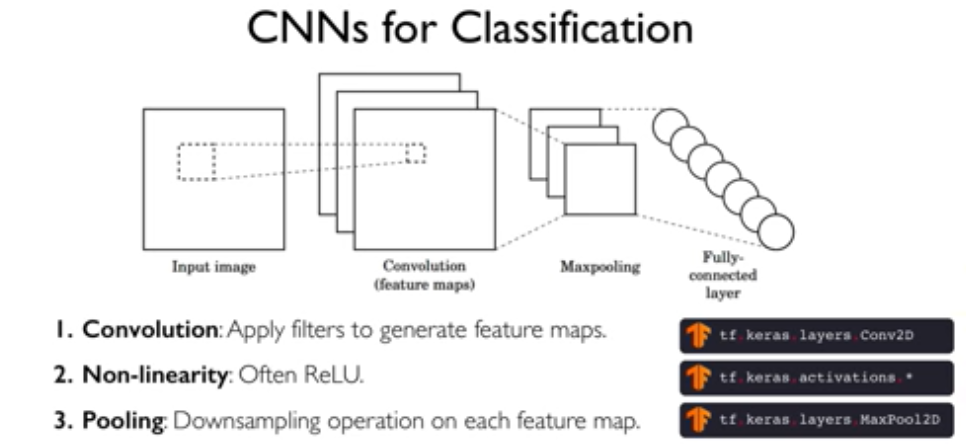 CNNs for Classification
Input image
Convolution
(feature maps)
Maxpooling
Fully-
connected
layer
1. Convolution: Apply filters to generate feature maps.
tf.keras.layers.Conv2D
2. Non-linearity: Often ReLU.
tf.keras.activations.*
3. Pooling: Downsampling operation on each feature map.
tf.keras.layers.MaxPool2D